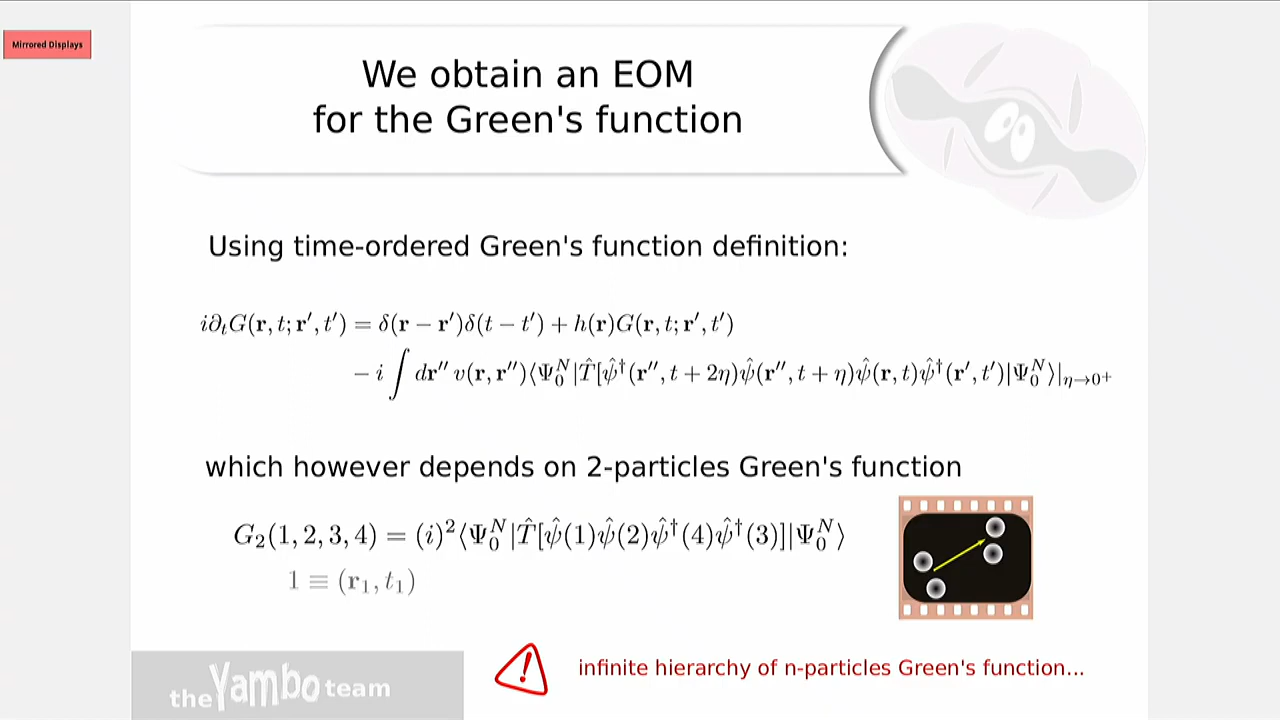 Mirrored Displays
We obtain an EOM
for the Green's function
Using time-ordered Green's function definition:
i∂ₜG(𝐫, t; 𝐫′, t′) = δ(𝐫 − 𝐫′)δ(t − t′) + h(𝐫)G(𝐫, t; 𝐫′, t′)
− i ∫ d𝐫″ v(𝐫, 𝐫″)⟨Ψ₀ᴺ|T̂[ψ̂†(𝐫″, t + 2η)ψ̂(𝐫″, t + η)ψ̂(𝐫, t)ψ̂†(𝐫′, t′)|Ψ₀ᴺ⟩|_{η→0⁺}
which however depends on 2-particles Green's function
G₂(1, 2, 3, 4) = (i)²⟨Ψ₀ᴺ|T̂[ψ̂(1)ψ̂(2)ψ̂†(4)ψ̂†(3)]|Ψ₀ᴺ⟩
1 ≡ (𝐫₁, t₁)
the Yambo team
! infinite hierarchy of n-particles Green's function...